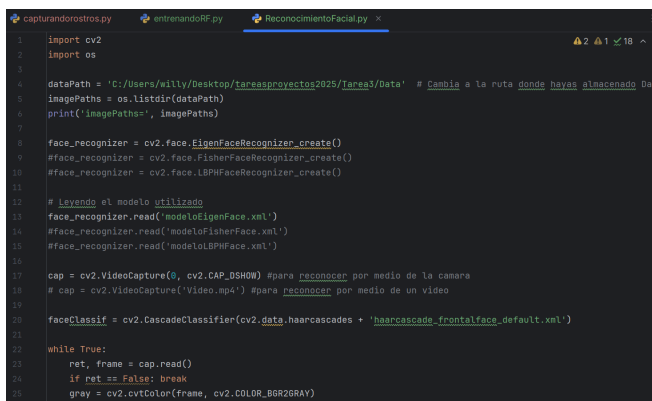 capturandorostros.py entrenandoRF.py ReconocimientoFacial.py ×
1 import cv2 2 1 18
2 import os
3
4 dataPath = 'C:/Users/willy/Desktop/tareasproyectos2025/Tarea3/Data' # Cambia a la ruta donde hayas almacenado Da
5 imagePaths = os.listdir(dataPath)
6 print('imagePaths=', imagePaths)
7
8 face_recognizer = cv2.face.EigenFaceRecognizer_create()
9 #face_recognizer = cv2.face.FisherFaceRecognizer_create()
10 #face_recognizer = cv2.face.LBPHFaceRecognizer_create()
11
12 # Leyendo el modelo utilizado
13 face_recognizer.read('modeloEigenFace.xml')
14 #face_recognizer.read('modeloFisherFace.xml')
15 #face_recognizer.read('modeloLBPHFace.xml')
16
17 cap = cv2.VideoCapture(0, cv2.CAP_DSHOW) #para reconocer por medio de la camara
18 # cap = cv2.VideoCapture('Video.mp4') #para reconocer por medio de un video
19
20 faceClassif = cv2.CascadeClassifier(cv2.data.haarcascades + 'haarcascade_frontalface_default.xml')
21
22 while True:
23 ret, frame = cap.read()
24 if ret == False: break
25 gray = cv2.cvtColor(frame, cv2.COLOR_BGR2GRAY)